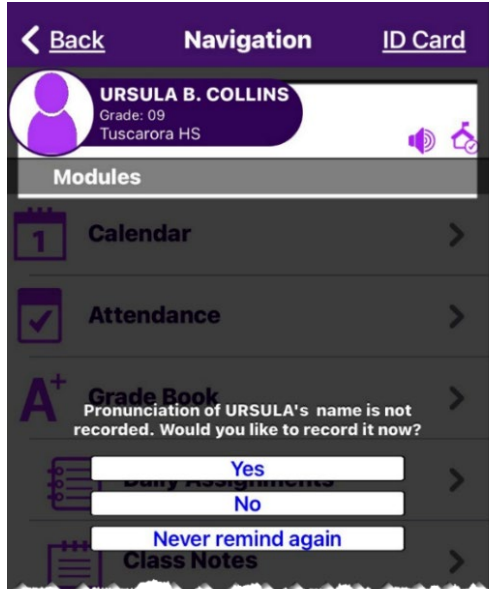 Back Navigation ID Card
URSULA B. COLLINS
Grade: 09
Tuscarora HS
Modules
1 Calendar
Attendance
A+ Grade Book
Pronunciation of URSULA's name is not
recorded. Would you like to record it now?
Yes
Daily Assignments
No
Never remind again
Class Notes